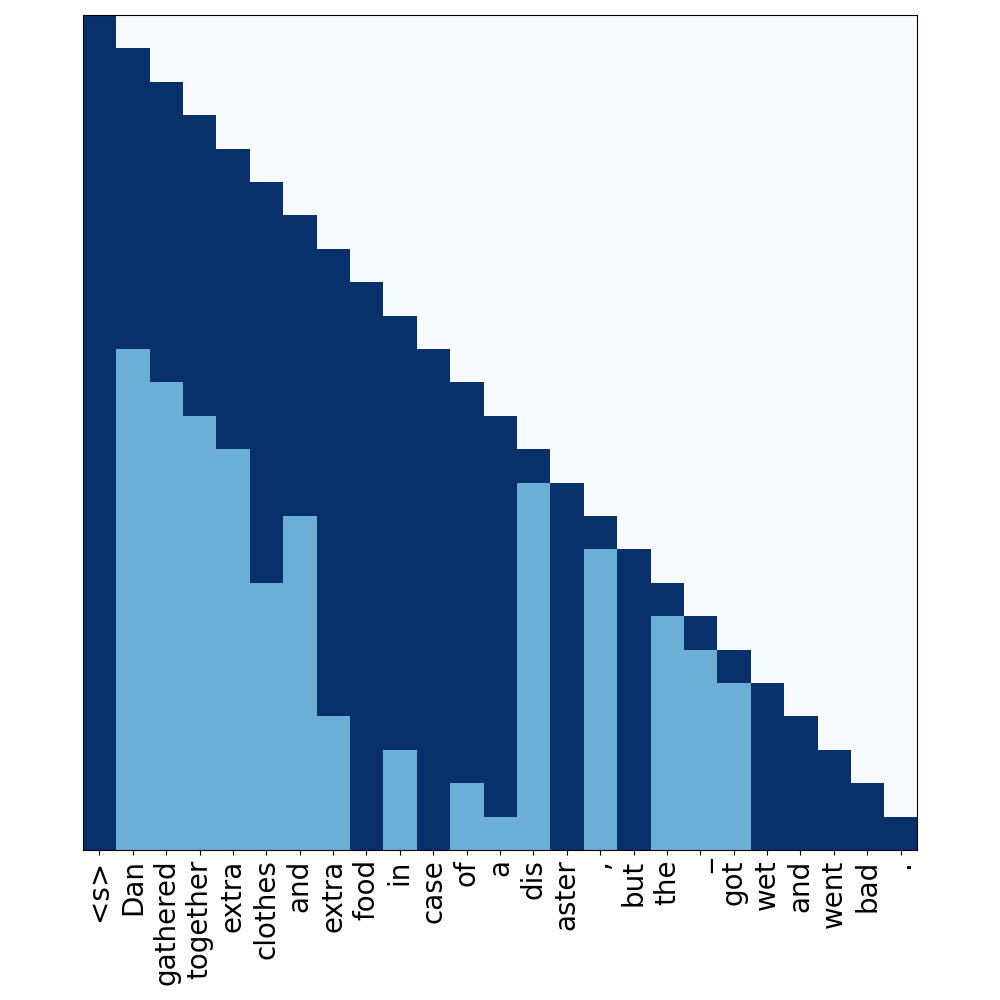 <s> Dan gathered together extra clothes and extra food in case of a dis aster , but the _ got wet and went bad .